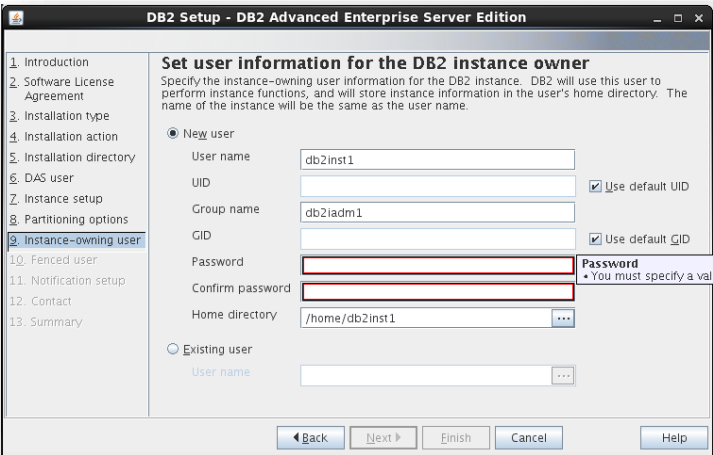 DB2 Setup - DB2 Advanced Enterprise Server Edition
1. Introduction
2. Software License
Agreement
3. Installation type
4. Installation action
5. Installation directory
6. DAS user
7. Instance setup
8. Partitioning options
9. Instance-owning user
10. Fenced user
11. Notification setup
12. Contact
13. Summary
Set user information for the DB2 instance owner
Specify the instance-owning user information for the DB2 instance. DB2 will use this user to
perform instance functions, and will store instance information in the user's home directory. The
name of the instance will be the same as the user name.
New user
User name db2inst1
UID Use default UID
Group name db2iadm1
GID Use default GID
Password
Password
• You must specify a val
Confirm password
Home directory /home/db2inst1 ...
Existing user
User name ...
Back Next Finish Cancel Help